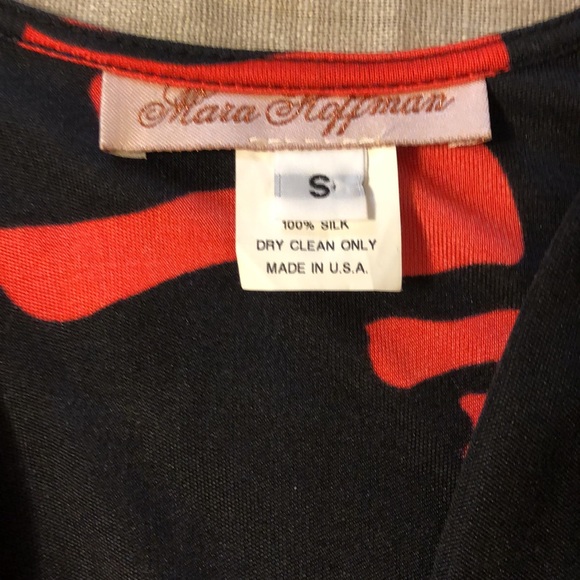 Mara Hoffman
S
100% SILK
DRY CLEAN ONLY
MADE IN U.S.A.